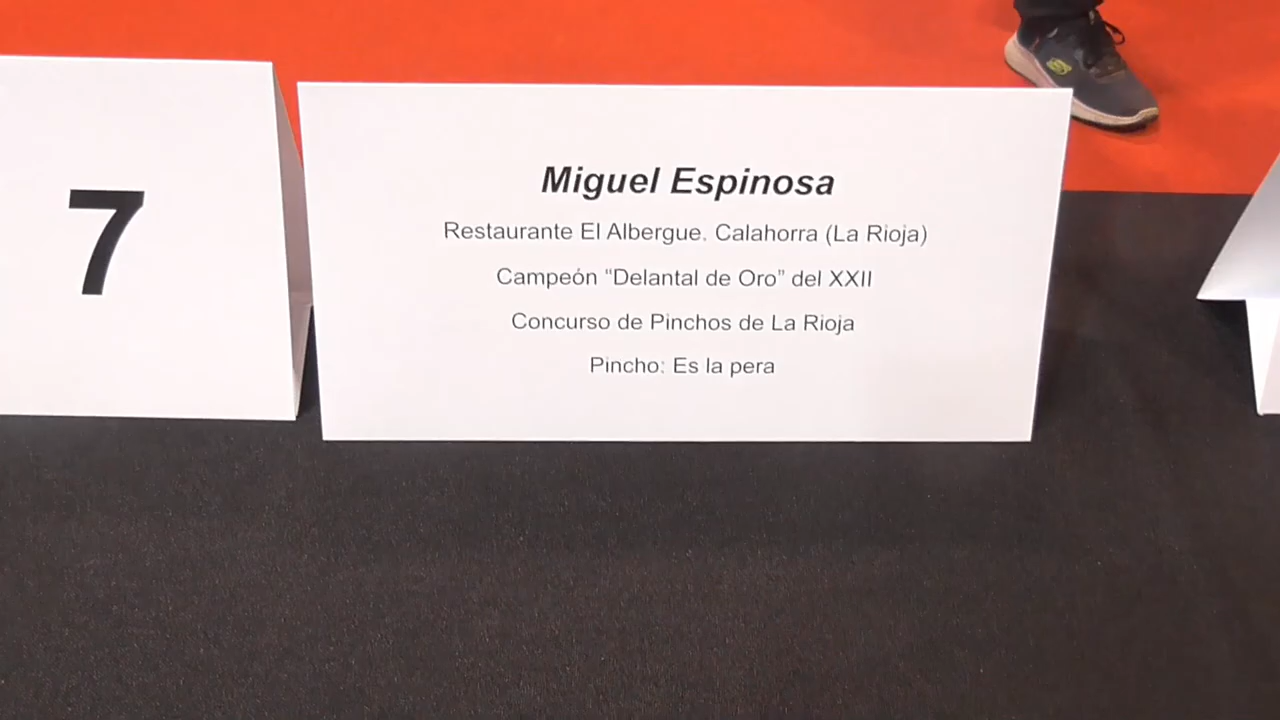 7
Miguel Espinosa
Restaurante El Albergue. Calahorra (La Rioja)
Campeón “Delantal de Oro” del XXII
Concurso de Pinchos de La Rioja
Pincho: Es la pera